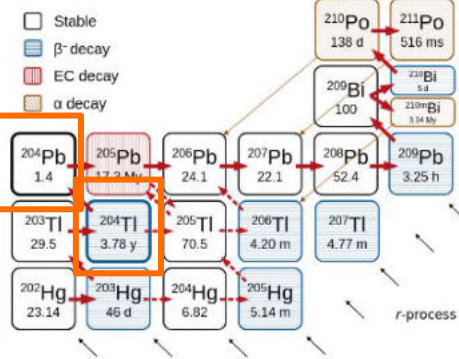 Stable
β⁻ decay
EC decay
α decay
²¹⁰Po
138 d
²¹¹Po
516 ms
²⁰⁹Bi
100
²¹⁰Bi
5 d
²¹⁰ᵐBi
3.04 My
²⁰⁴Pb
1.4
²⁰⁵Pb
17.3 My
²⁰⁶Pb
24.1
²⁰⁷Pb
22.1
²⁰⁸Pb
52.4
²⁰⁹Pb
3.25 h
²⁰³Tl
29.5
²⁰⁴Tl
3.78 y
²⁰⁵Tl
70.5
²⁰⁶Tl
4.20 m
²⁰⁷Tl
4.77 m
²⁰²Hg
23.14
²⁰³Hg
46 d
²⁰⁴Hg
6.82
²⁰⁵Hg
5.14 m
r-process